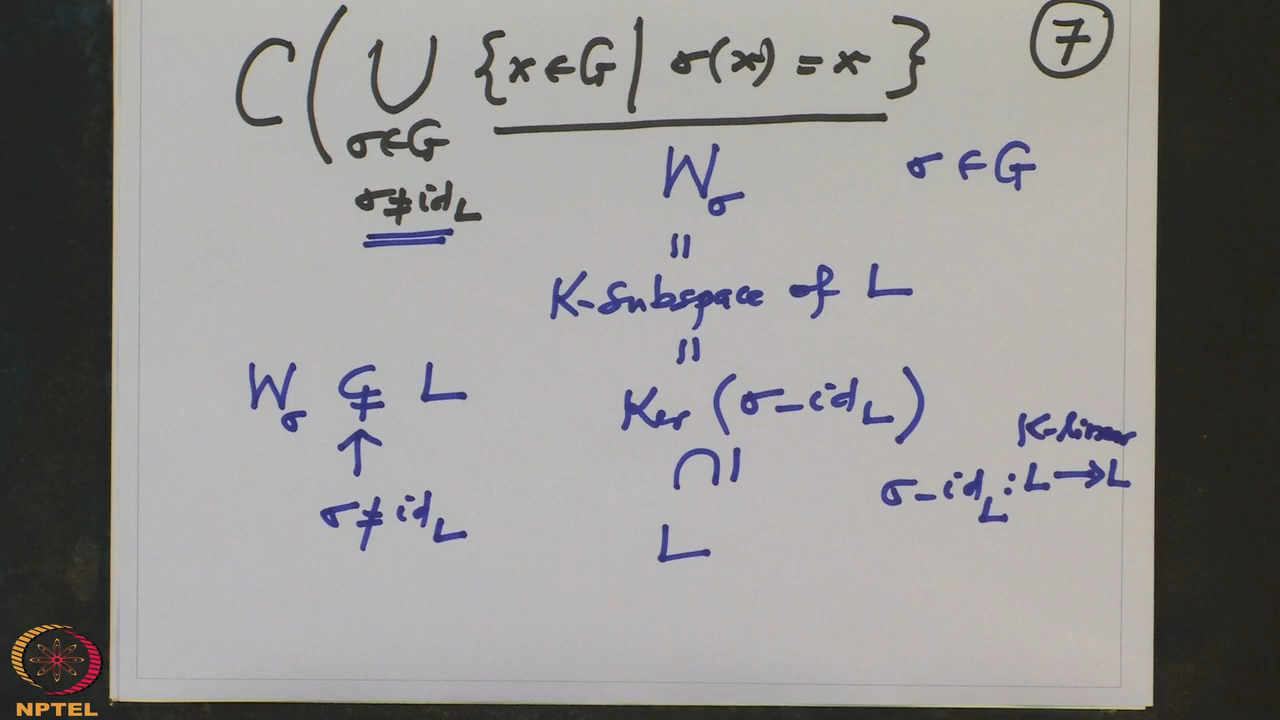 C ( ∪ {x ∈ G | σ(x) = x } ⑦
σ∈G
σ≠id_L
W_σ σ ∈ G
=
K-Subspace of L
=
W_σ ⊊ L Ker (σ-id_L)
↑ ∩| K-linear
σ≠id_L σ-id_L : L → L
L
NPTEL